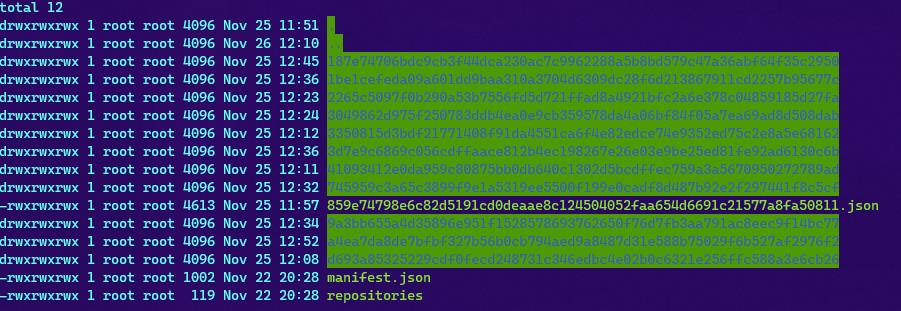 total 12
drwxrwxrwx 1 root root 4096 Nov 25 11:51 .
drwxrwxrwx 1 root root 4096 Nov 26 12:10 ..
drwxrwxrwx 1 root root 4096 Nov 25 12:45 187e74706bdc9cb3f44dca230ac7c9962288a5b8bd579c47a36abf64f35c2950
drwxrwxrwx 1 root root 4096 Nov 25 12:36 1be1cefeda09a601dd9baa310a3704d6309dc28f6d213867911cd2257b95677c
drwxrwxrwx 1 root root 4096 Nov 25 12:23 2265c5097f0b290a53b7556fd5d721ffad8a4921bfc2a6e378c04859185d27fa
drwxrwxrwx 1 root root 4096 Nov 25 12:24 3049862d975f250783ddb4ea0e9cb359578da4a06bf84f05a7ea69ad8d508dab
drwxrwxrwx 1 root root 4096 Nov 25 12:12 3350815d3bdf21771408f91da4551ca6f4e82edce74e9352ed75c2e8a5e68162
drwxrwxrwx 1 root root 4096 Nov 25 12:36 3d7e9c6869c056cdffaace812b4ec198267e26e03e9be25ed81fe92ad6130c6b
drwxrwxrwx 1 root root 4096 Nov 25 12:11 41093412e0da959c80875bb0db640c1302d5bcdffec759a3a5670950272789ad
drwxrwxrwx 1 root root 4096 Nov 25 12:32 745959c3a65c3899f9e1a5319ee5500f199e0cadf8d487b92e2f297441f8c5cf
-rwxrwxrwx 1 root root 4613 Nov 25 11:57 859e74798e6c82d5191cd0deaae8c124504052faa654d6691c21577a8fa50811.json
drwxrwxrwx 1 root root 4096 Nov 25 12:34 9a3bb655a4d35896e951f1528578693762650f76d7fb3aa791ac8eec9f14bc77
drwxrwxrwx 1 root root 4096 Nov 25 12:52 a4ea7da8de7bfbf327b56b0cb794aed9a8487d31e588b75029f6b527af2976f2
drwxrwxrwx 1 root root 4096 Nov 25 12:08 d693a85325229cdf0fecd248731c346edbc4e02b0c6321e256ffc588a3e6cb26
-rwxrwxrwx 1 root root 1002 Nov 22 20:28 manifest.json
-rwxrwxrwx 1 root root  119 Nov 22 20:28 repositories